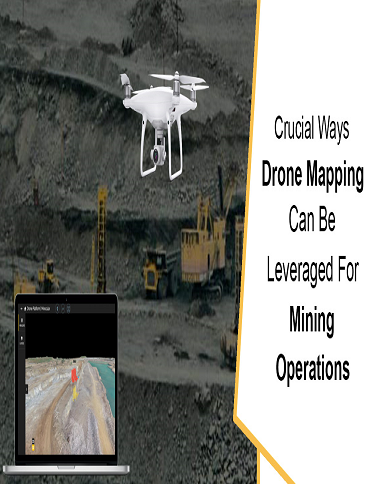 Crucial Ways
Drone Mapping
Can Be
Leveraged For
Mining
Operations